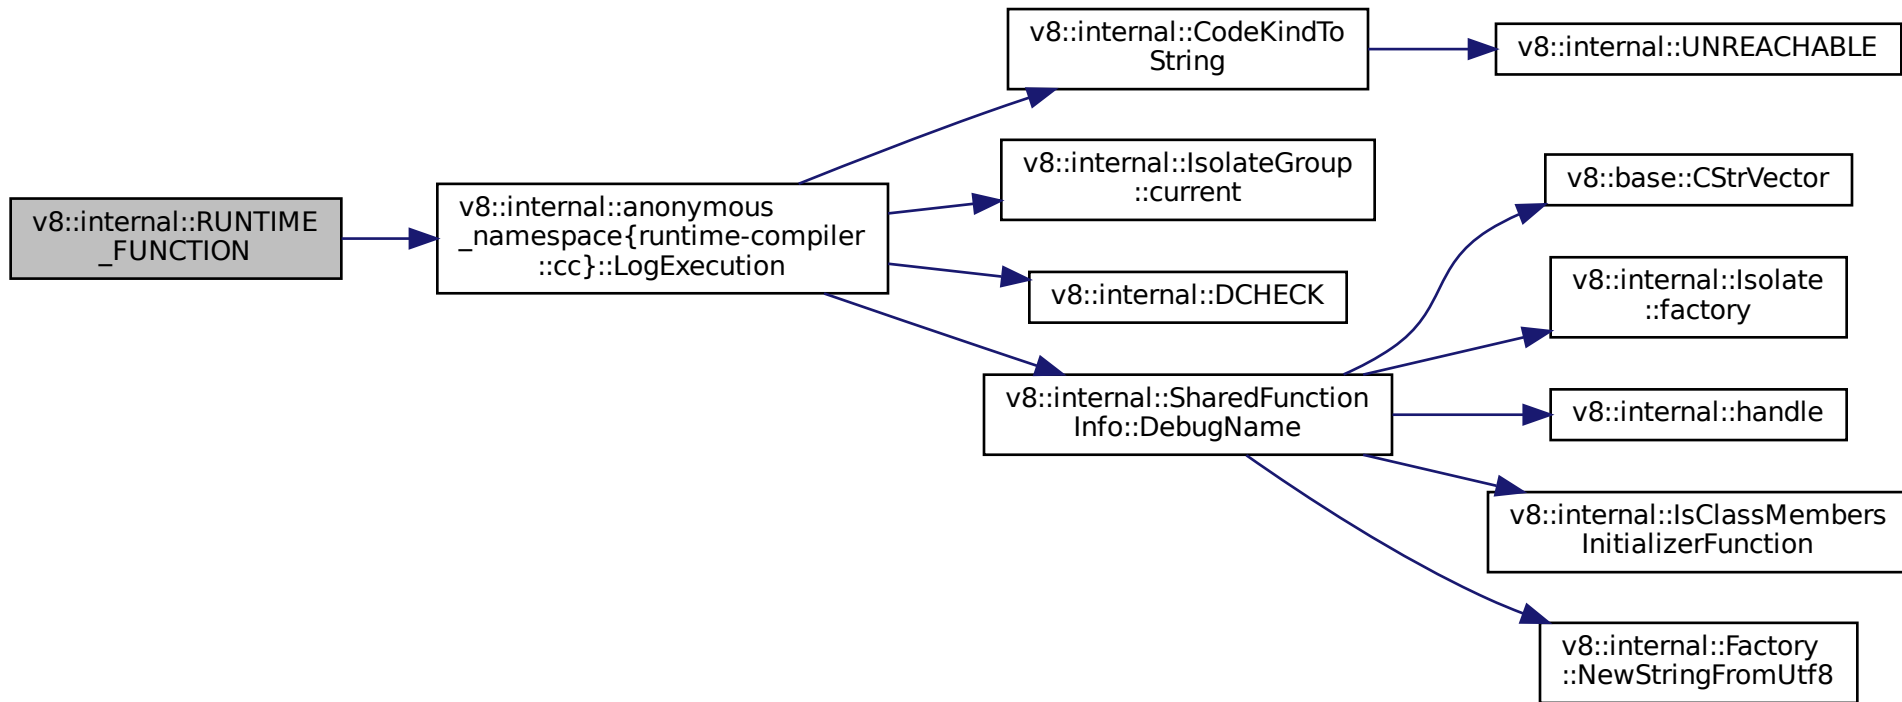 v8::internal::RUNTIME
_FUNCTION
v8::internal::anonymous
_namespace{runtime-compiler
::cc}::LogExecution
v8::internal::CodeKindTo
String
v8::internal::UNREACHABLE
v8::internal::IsolateGroup
::current
v8::internal::DCHECK
v8::internal::SharedFunction
Info::DebugName
v8::base::CStrVector
v8::internal::Isolate
::factory
v8::internal::handle
v8::internal::IsClassMembers
InitializerFunction
v8::internal::Factory
::NewStringFromUtf8